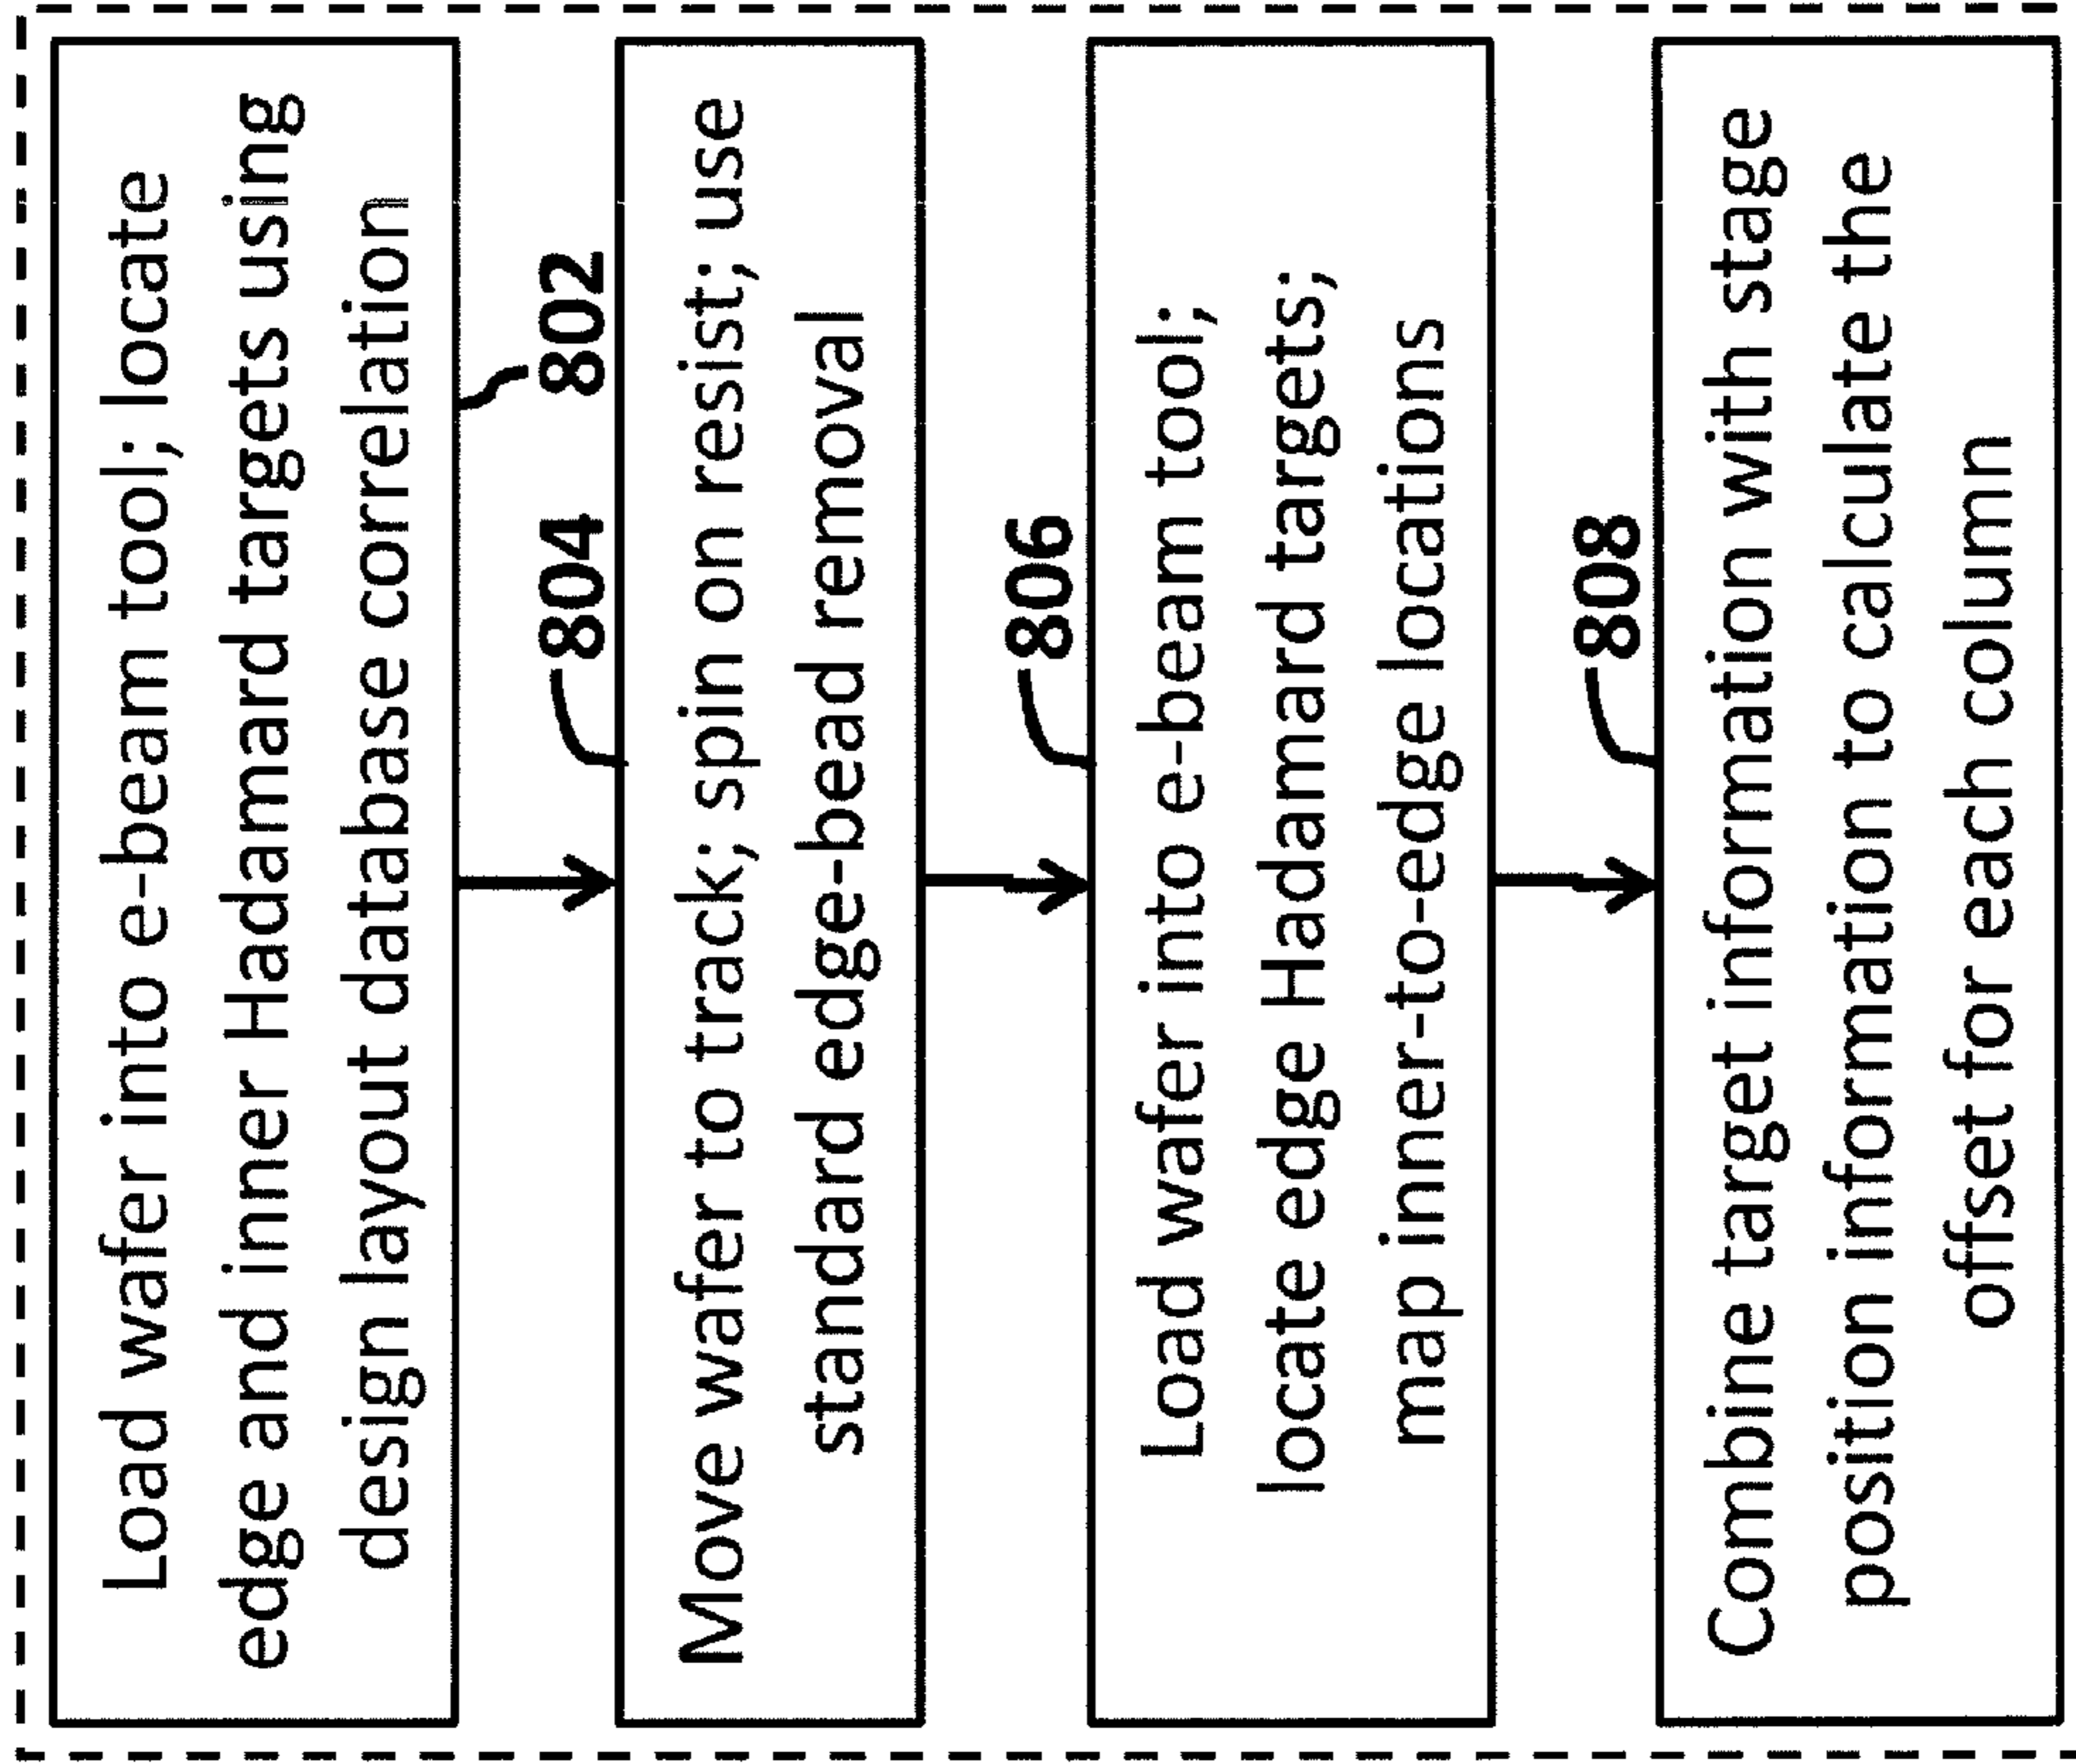 Load wafer into e-beam tool; locate
edge and inner Hadamard targets using
design layout database correlation
802
804
Move wafer to track; spin on resist; use
standard edge-bead removal
806
Load wafer into e-beam tool;
locate edge Hadamard targets;
map inner-to-edge locations
808
Combine target information with stage
position information to calculate the
offset for each column